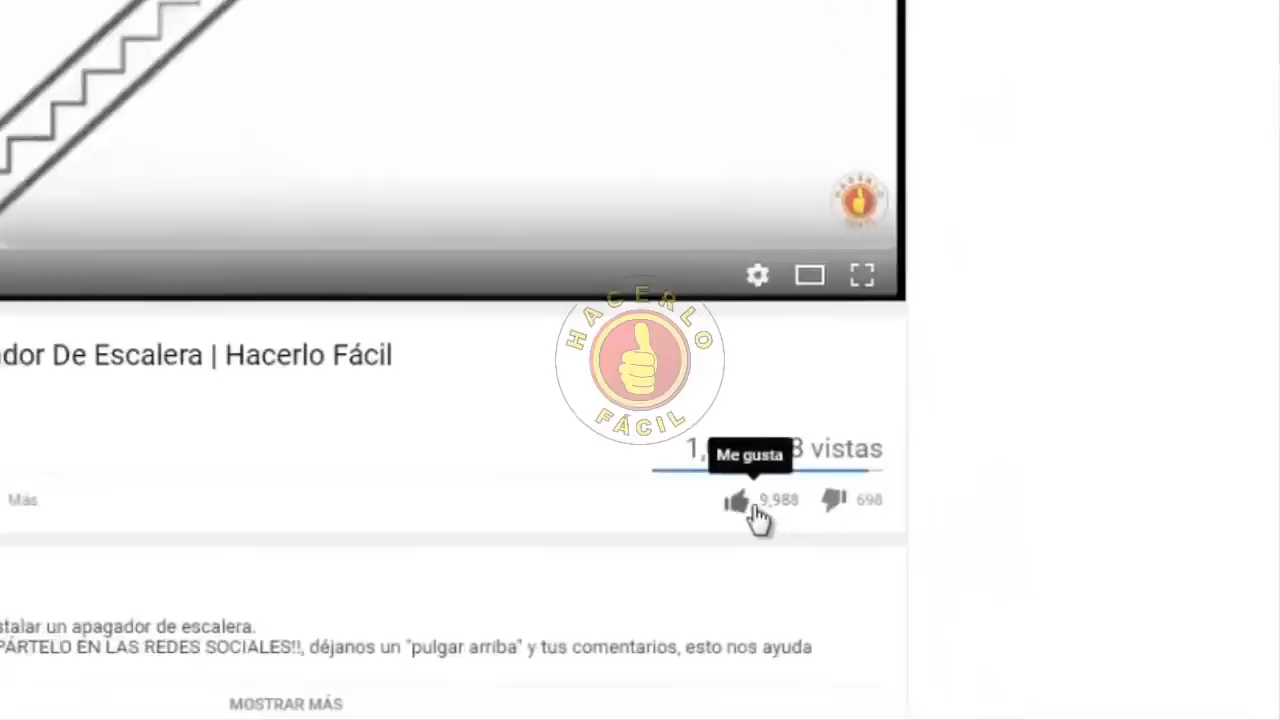 HACERLO
FÁCIL
dor De Escalera | Hacerlo Fácil
vistas
Me gusta
Más
9,988
698
stalar un apagador de escalera.
PÁRTELO EN LAS REDES SOCIALES!!, déjanos un "pulgar arriba" y tus comentarios, esto nos ayuda
MOSTRAR MÁS